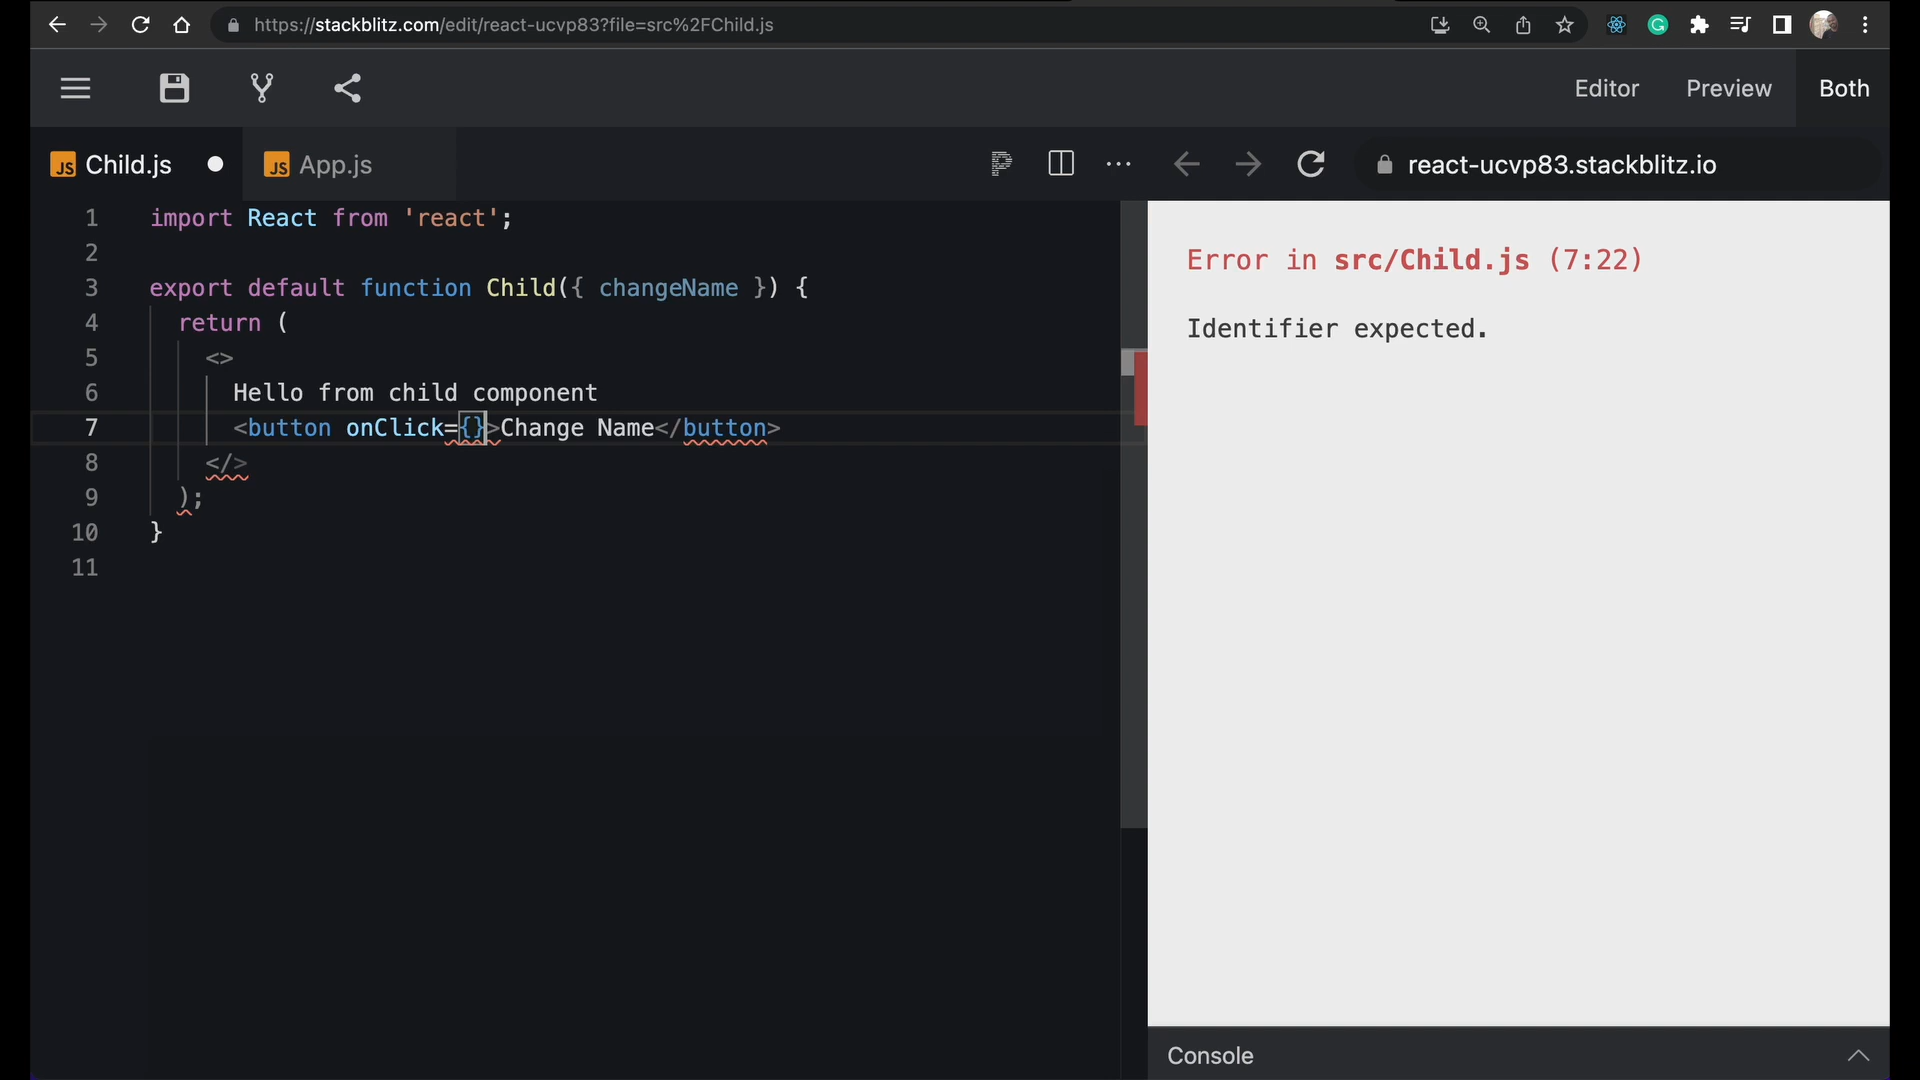 https://stackblitz.com/edit/react-ucvp83?file=src%2FChild.js
Editor
Preview
Both
JS Child.js
JS App.js
react-ucvp83.stackblitz.io
1 import React from 'react';
2
3 export default function Child({ changeName }) {
4 return (
5 <>
6 Hello from child component
7 <button onClick={}>Change Name</button>
8 </>
9 );
10 }
11
Error in src/Child.js (7:22)
Identifier expected.
Console